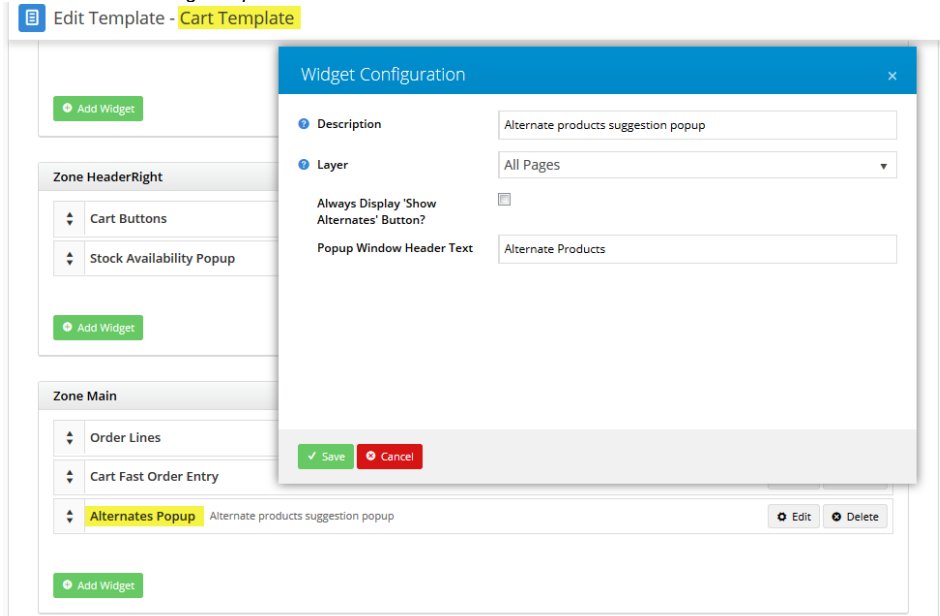 Edit Template - Cart Template
Widget Configuration
×
Add Widget
Description
Alternate products suggestion popup
Layer
All Pages
Zone HeaderRight
Always Display 'Show
Alternates' Button?
Cart Buttons
Popup Window Header Text
Alternate Products
Stock Availability Popup
Add Widget
Zone Main
Order Lines
Save
Cancel
Cart Fast Order Entry
Alternates Popup Alternate products suggestion popup
Edit
Delete
Add Widget